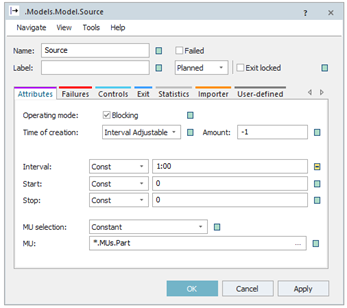 .Models.Model.Source ? ×
Navigate View Tools Help
Name: Source Failed
Label: Planned Exit locked
Attributes Failures Controls Exit Statistics Importer User-defined
Operating mode: Blocking
Time of creation: Interval Adjustable Amount: -1
Interval: Const 1:00
Start: Const 0
Stop: Const 0
MU selection: Constant
MU: *.MUs.Part ...
OK Cancel Apply